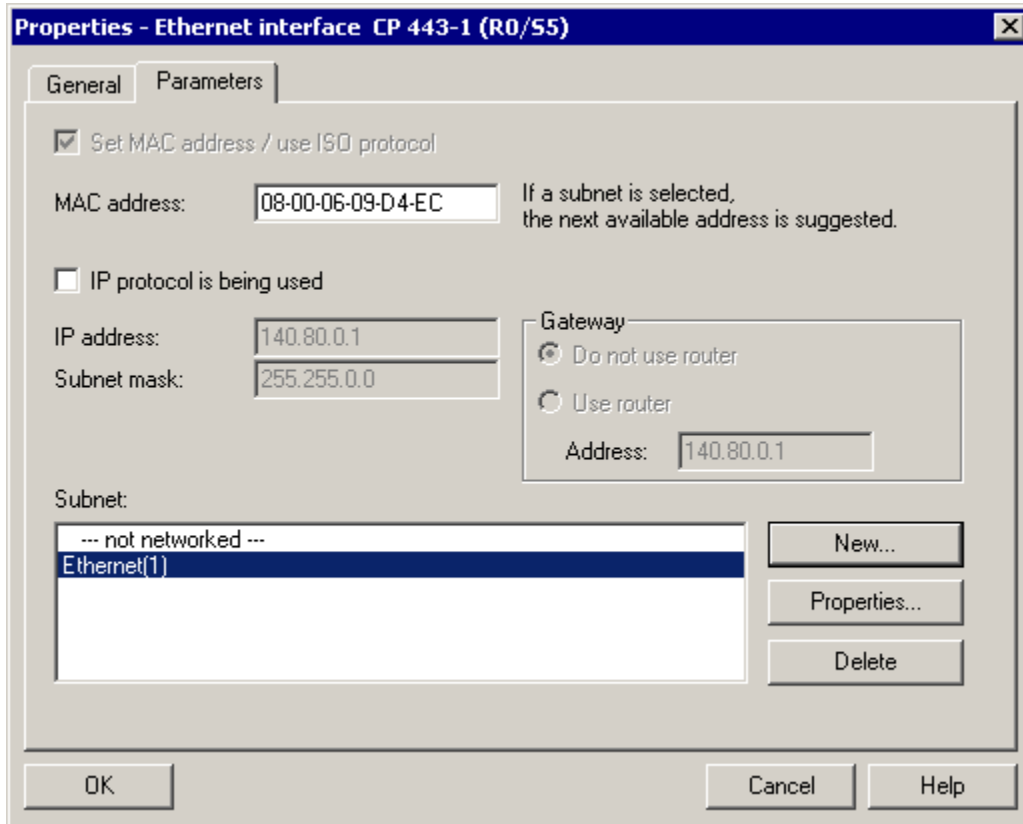 Properties - Ethernet interface CP 443-1 (R0/S5)
General
Parameters
Set MAC address / use ISO protocol
MAC address:
08-00-06-09-D4-EC
If a subnet is selected,
the next available address is suggested.
IP protocol is being used
IP address:
140.80.0.1
Subnet mask:
255.255.0.0
Gateway
Do not use router
Use router
Address:
140.80.0.1
Subnet:
--- not networked ---
Ethernet(1)
New...
Properties...
Delete
OK
Cancel
Help